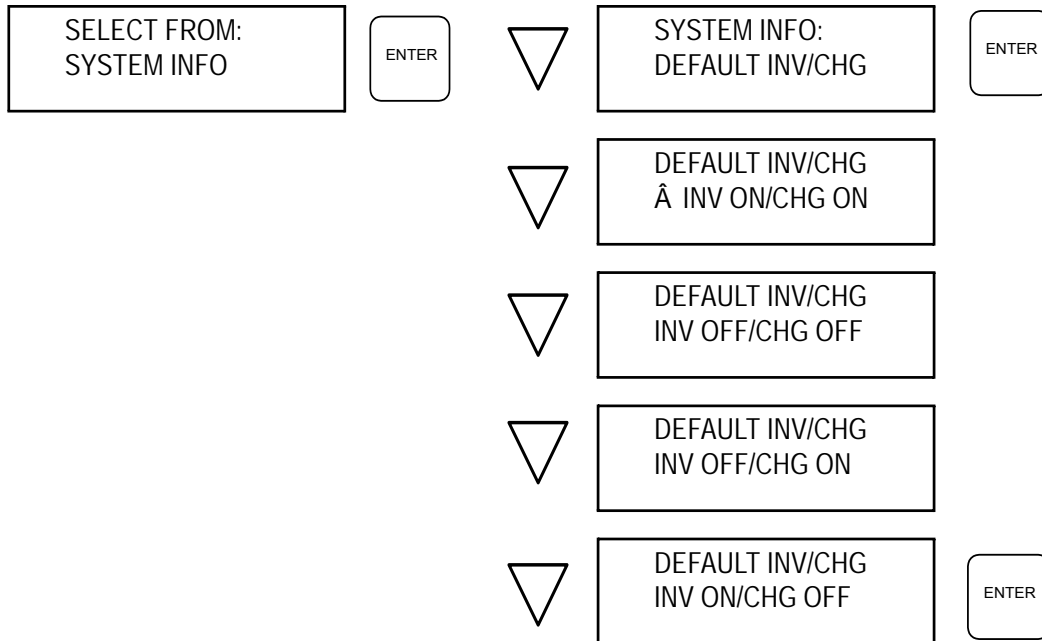 SELECT FROM:
SYSTEM INFO
ENTER
SYSTEM INFO:
DEFAULT INV/CHG
ENTER
DEFAULT INV/CHG
Â INV ON/CHG ON
DEFAULT INV/CHG
INV OFF/CHG OFF
DEFAULT INV/CHG
INV OFF/CHG ON
DEFAULT INV/CHG
INV ON/CHG OFF
ENTER